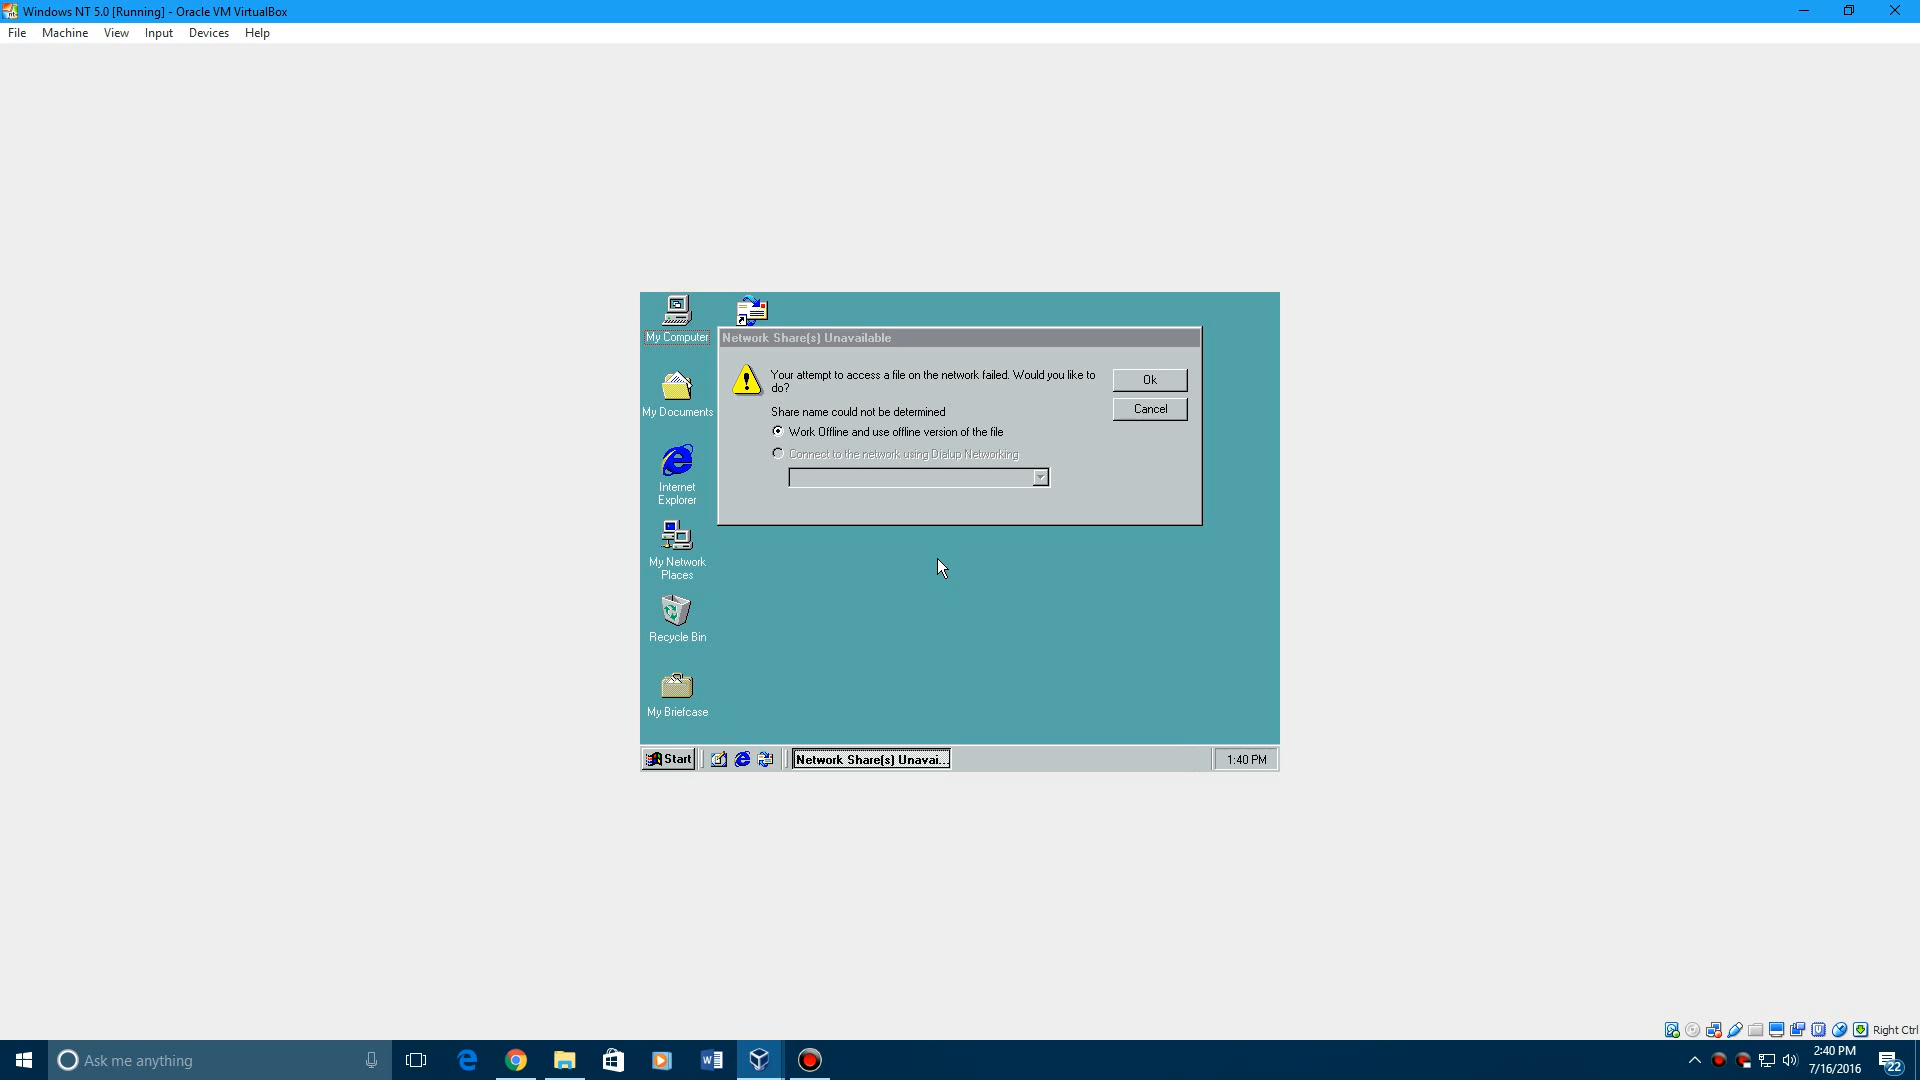 Windows NT 5.0 [Running] - Oracle VM VirtualBox
File Machine View Input Devices Help
My Computer
My Documents
Internet
Explorer
My Network
Places
Recycle Bin
My Briefcase
Network Share(s) Unavailable
Your attempt to access a file on the network failed. Would you like to
do?
Share name could not be determined
Work Offline and use offline version of the file
Connect to the network using Dialup Networking
Ok
Cancel
Start
Network Share(s) Unavai...
1:40 PM
Right Ctrl
Ask me anything
2:40 PM
7/16/2016
22